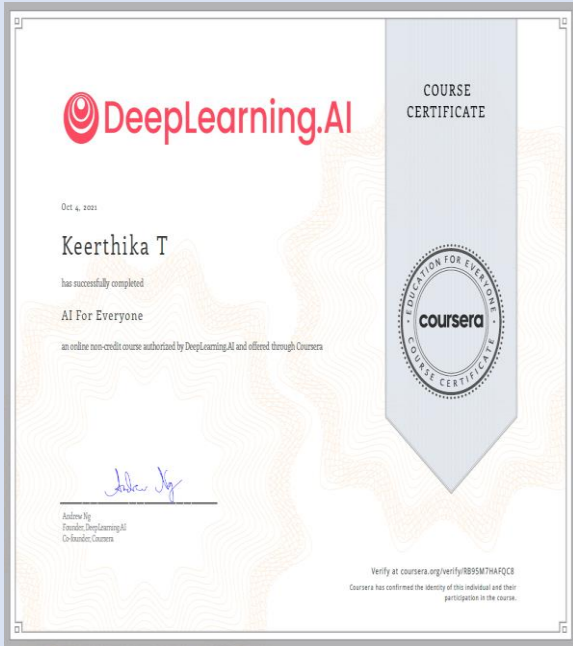 DeepLearning.AI
COURSE
CERTIFICATE
Oct 4, 2021
Keerthika T
has successfully completed
AI For Everyone
an online non-credit course authorized by DeepLearning.AI and offered through Coursera
EDUCATION FOR EVERYONE
coursera
COURSE CERTIFICATE
Andrew Ng
Andrew Ng
Founder, DeepLearning.AI
Co-founder, Coursera
Verify at coursera.org/verify/RB95M7HAFQC8
Coursera has confirmed the identity of this individual and their
participation in the course.